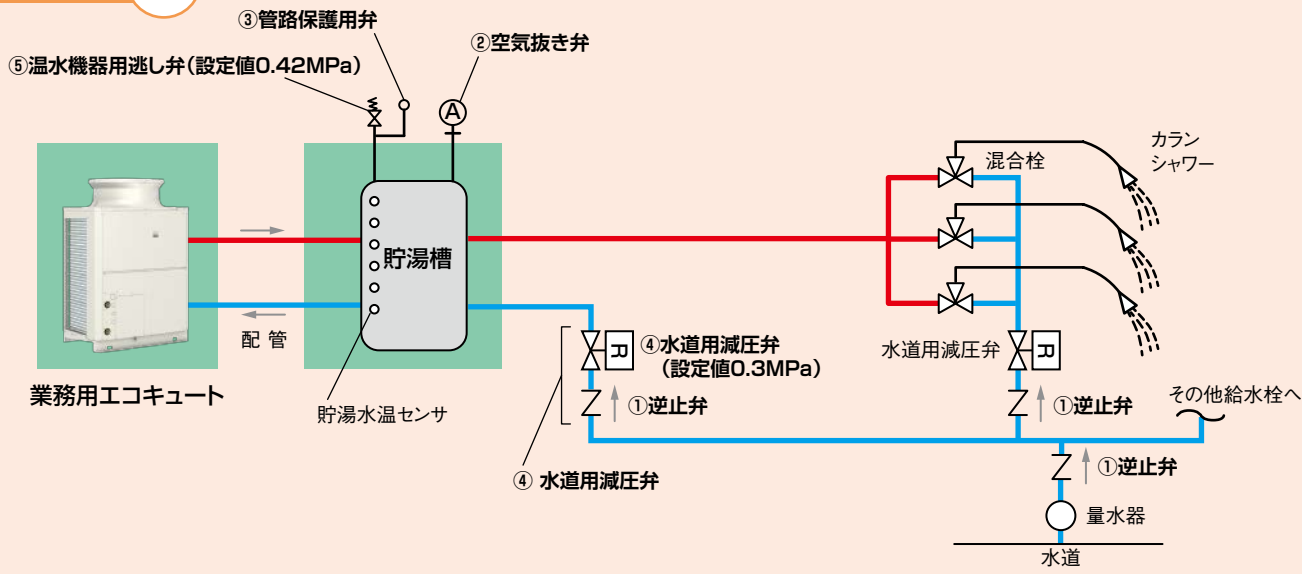 ③管路保護用弁
②空気抜き弁
⑤温水機器用逃し弁(設定値0.42MPa)
A
カラン
シャワー
混合栓
貯湯槽
配管
業務用エコキュート
貯湯水温センサ
R
④水道用減圧弁
(設定値0.3MPa)
①逆止弁
④ 水道用減圧弁
水道用減圧弁
R
①逆止弁
その他給水栓へ
①逆止弁
量水器
水道